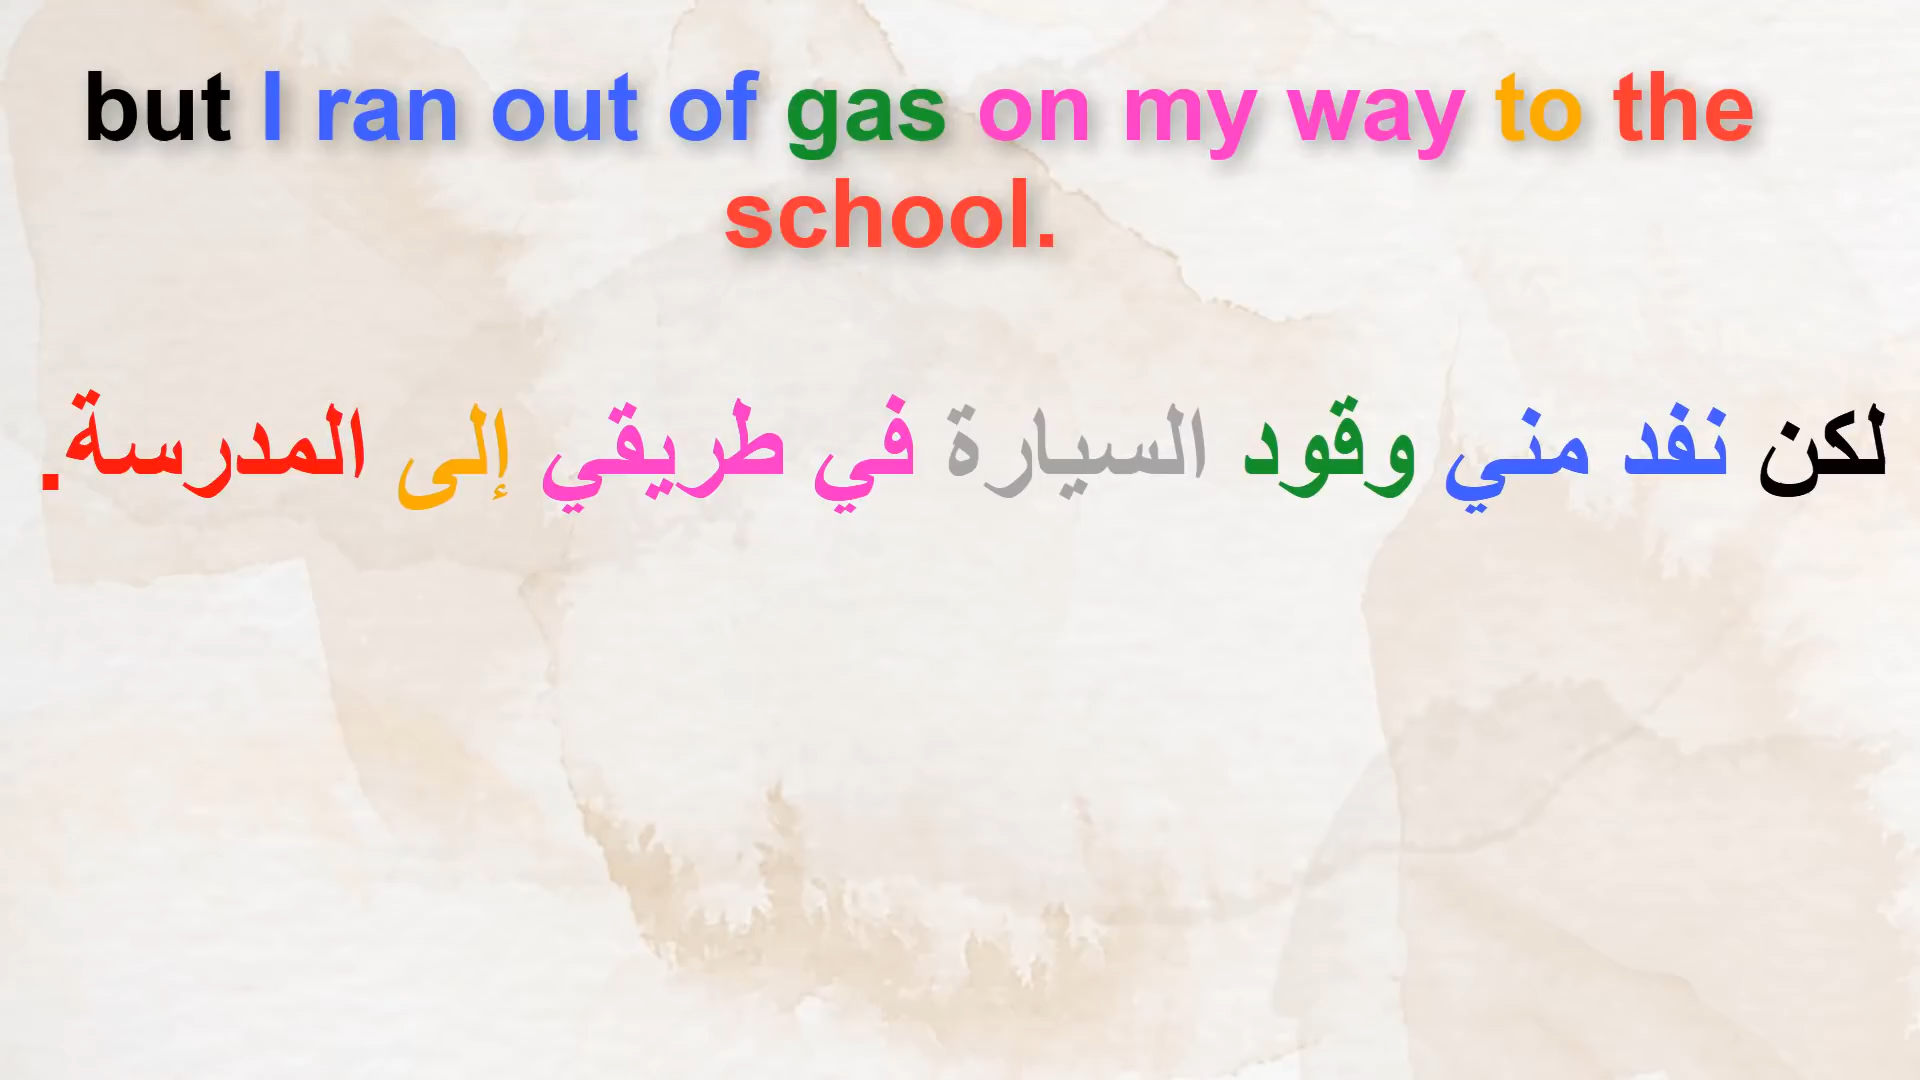 but I ran out of gas on my way to the
school.
لكن نفد مني وقود السيارة في طريقي إلى المدرسة.